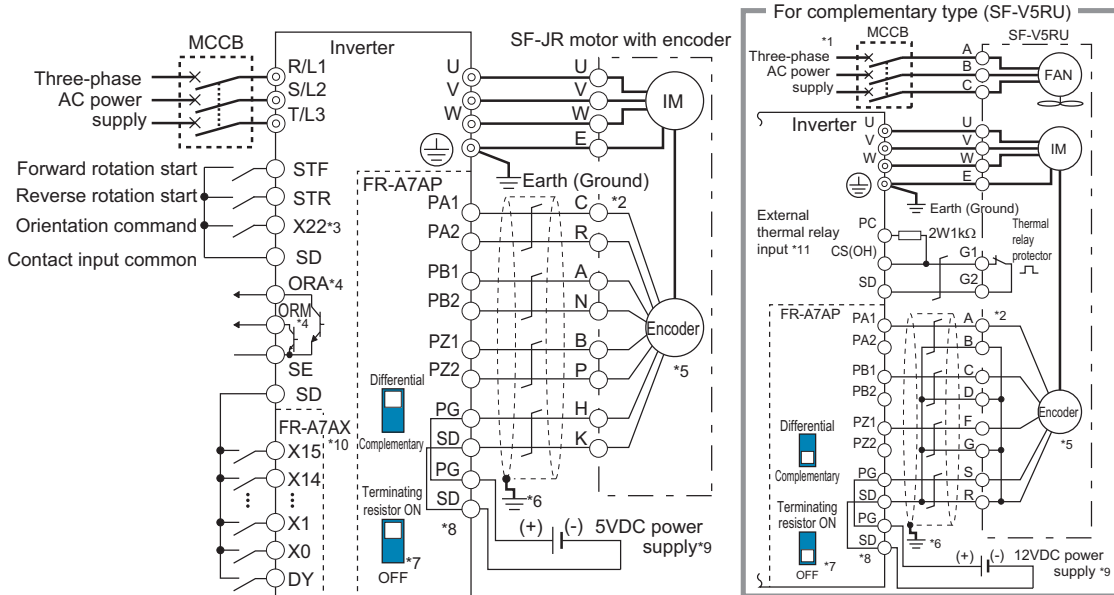 MCCB
Three-phase
AC power
supply
R/L1
S/L2
T/L3
Inverter
SF-JR motor with encoder
U
V
W
U
V
W
E
IM
Earth (Ground)
Forward rotation start
Reverse rotation start
Orientation command
Contact input common
STF
STR
X22*3
SD
ORA*4
ORM
*4
SE
SD
FR-A7AX
*10
X15
X14
X1
X0
DY
FR-A7AP
PA1
PA2
PB1
PB2
PZ1
PZ2
PG
SD
PG
SD
*8
C
*2
R
A
N
B
P
H
K
Encoder
*5
Differential
Complementary
Terminating
resistor ON
*7
OFF
*6
(+)
(-)
5VDC power
supply*9
For complementary type (SF-V5RU)
*1
MCCB
SF-V5RU
Three-phase
AC power
supply
A
B
C
FAN
Inverter
U
V
W
U
V
W
E
IM
Earth (Ground)
External
thermal relay
input *11
PC
2W1kΩ
CS(OH)
SD
G1
G2
Thermal
relay
protector
FR-A7AP
PA1
PA2
PB1
PB2
PZ1
PZ2
PG
SD
PG
SD
*8
A
*2
B
C
D
F
G
S
R
Encoder
*5
Differential
Complementary
Terminating
resistor ON
*7
OFF
*6
(+)
(-)
12VDC power
supply *9